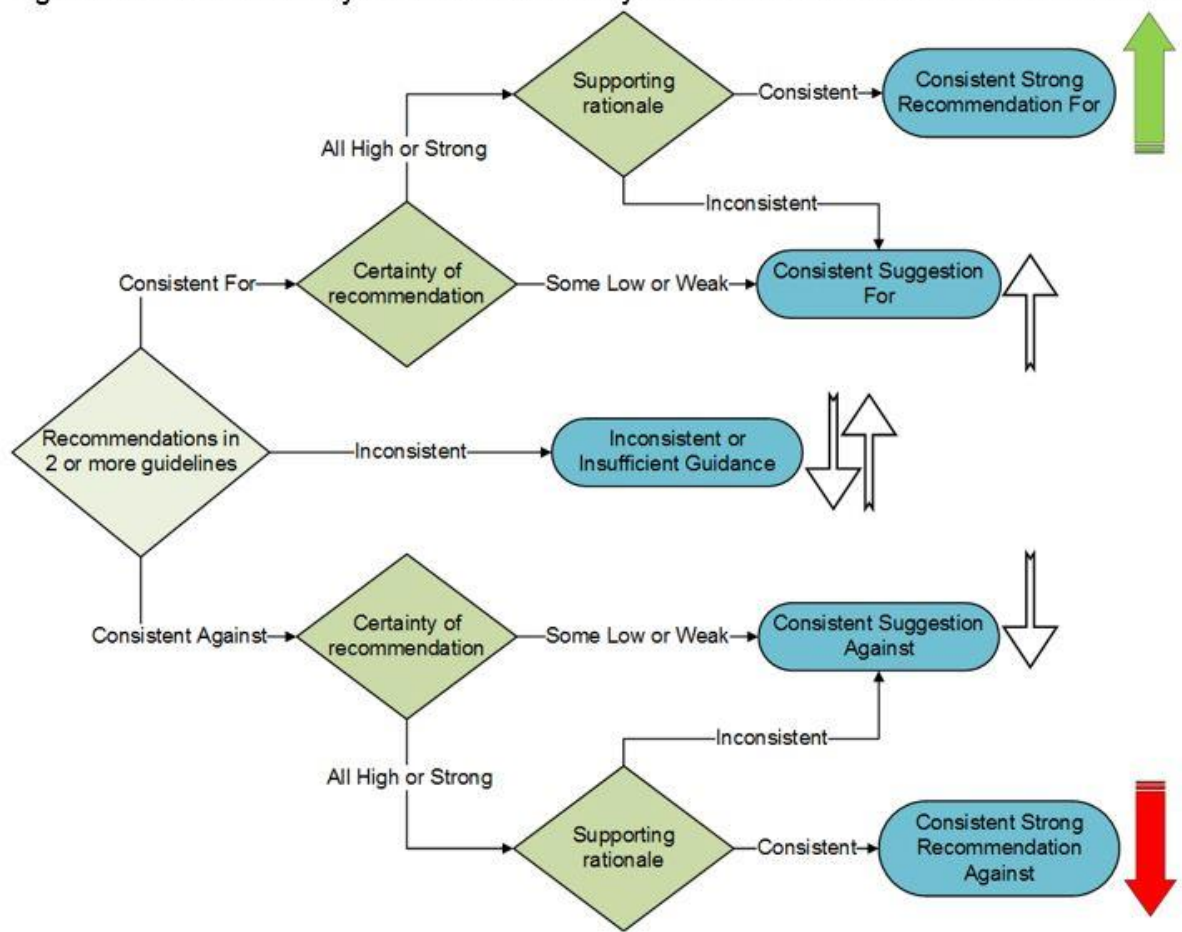 Supporting
rationale
Consistent
Consistent Strong
Recommendation For
All High or Strong
Inconsistent
Consistent For
Certainty of
recommendation
Some Low or Weak
Consistent Suggestion
For
Recommendations in
2 or more guidelines
Inconsistent
Inconsistent or
Insufficient Guidance
Consistent Against
Certainty of
recommendation
Some Low or Weak
Consistent Suggestion
Against
Inconsistent
All High or Strong
Supporting
rationale
Consistent
Consistent Strong
Recommendation
Against